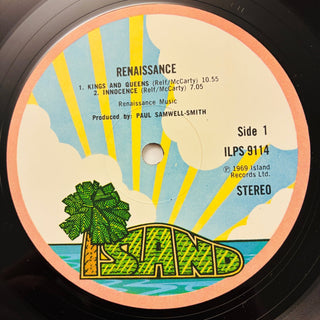 RENAISSANCE
1. KINGS AND QUEENS (Relf/McCarty) 10.55
2. INNOCENCE (Relf/McCarty) 7.05
Renaissance Music
Produced by: PAUL SAMWELL-SMITH
Side 1
ILPS 9114
℗ 1969 Island
Records Ltd.
STEREO
ISLAND